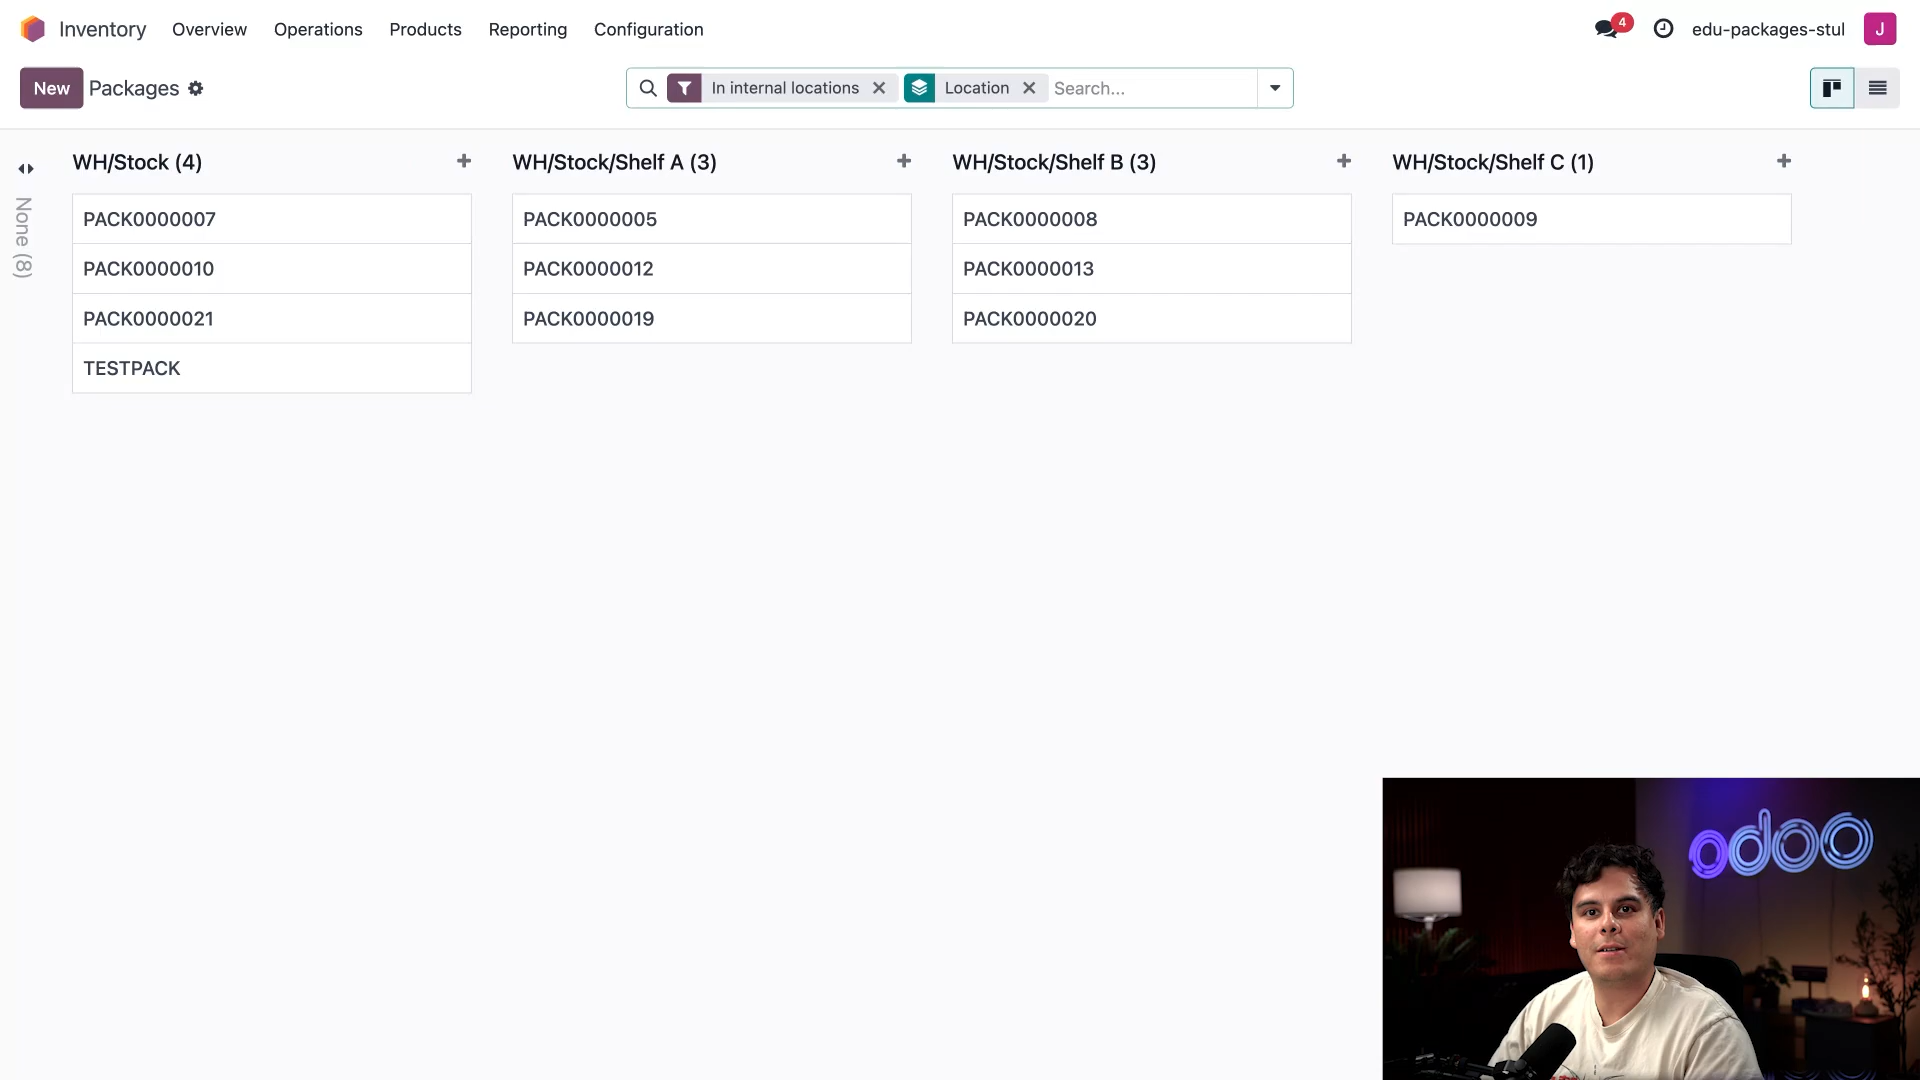 Inventory Overview Operations Products Reporting Configuration 4 edu-packages-stul J
New Packages In internal locations Location Search...
None (8)
WH/Stock (4)
PACK0000007
PACK0000010
PACK0000021
TESTPACK
WH/Stock/Shelf A (3)
PACK0000005
PACK0000012
PACK0000019
WH/Stock/Shelf B (3)
PACK0000008
PACK0000013
PACK0000020
WH/Stock/Shelf C (1)
PACK0000009
odoo